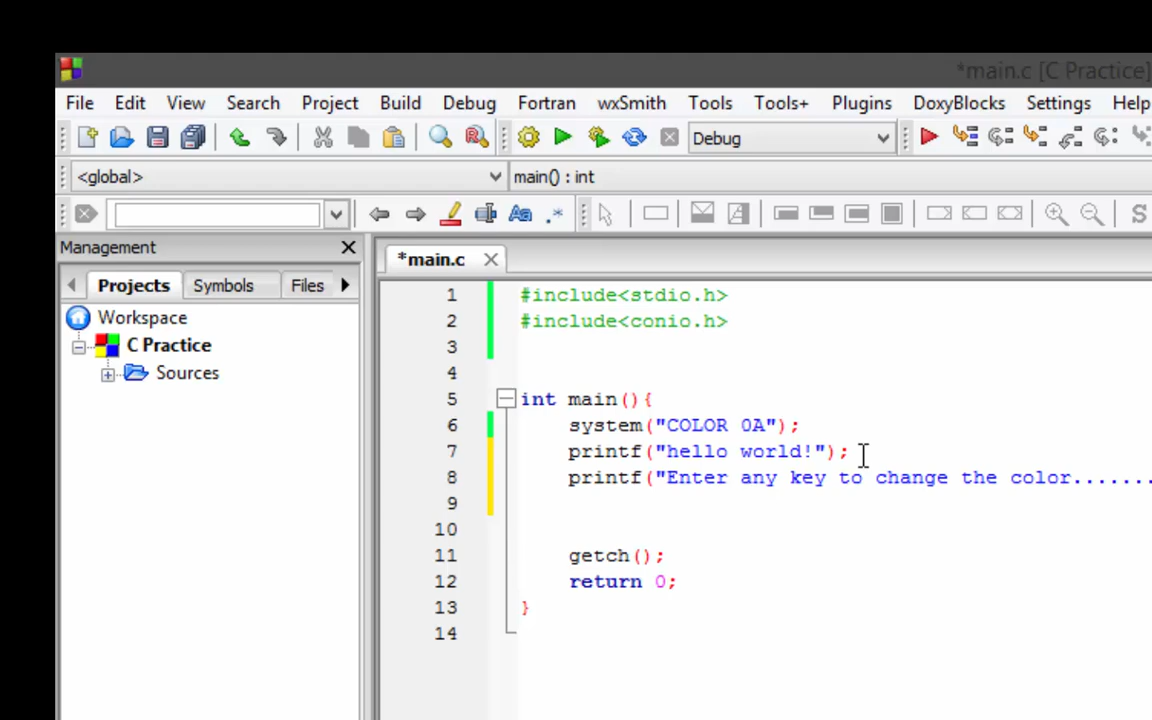 *main.c [C Practice]
File Edit View Search Project Build Debug Fortran wxSmith Tools Tools+ Plugins DoxyBlocks Settings Help
Debug
<global> main() : int
S
Management
Projects Symbols Files
*main.c
Workspace
C Practice
Sources
1 #include<stdio.h>
2 #include<conio.h>
3
4
5 int main(){
6 system("COLOR 0A");
7 printf("hello world!");
8 printf("Enter any key to change the color.......
9
10
11 getch();
12 return 0;
13 }
14